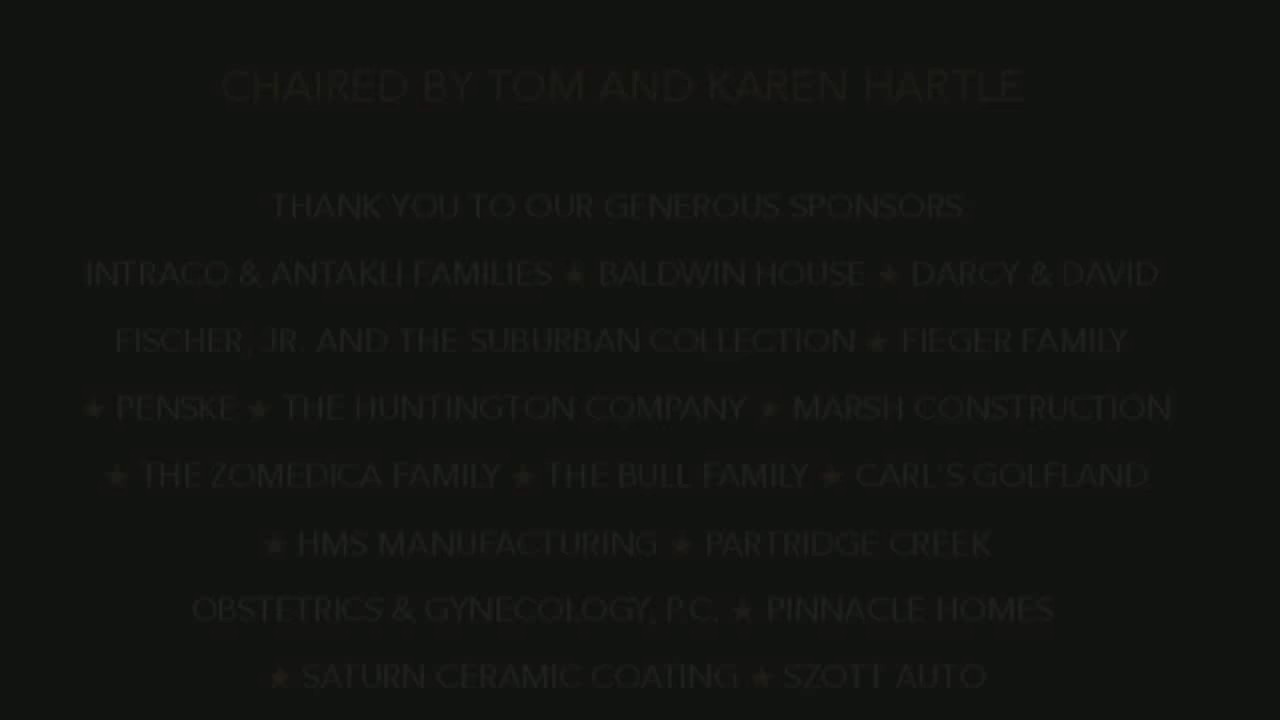 CHAIRED BY TOM AND KAREN HARTLE
THANK YOU TO OUR GENEROUS SPONSORS
INTRACO & ANTAKLI FAMILIES ★ BALDWIN HOUSE ★ DARCY & DAVID
FISCHER, JR. AND THE SUBURBAN COLLECTION ★ FIEGER FAMILY
★ PENSKE ★ THE HUNTINGTON COMPANY ★ MARSH CONSTRUCTION
★ THE ZOMEDICA FAMILY ★ THE BULL FAMILY ★ CARL'S GOLFLAND
★ HMS MANUFACTURING ★ PARTRIDGE CREEK
OBSTETRICS & GYNECOLOGY, P.C. ★ PINNACLE HOMES
★ SATURN CERAMIC COATING ★ SZOTT AUTO